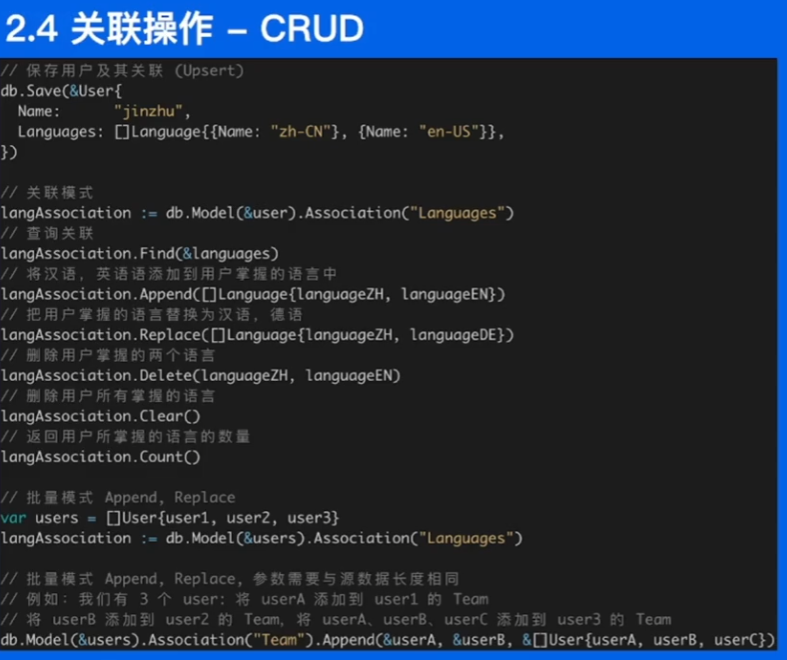 2.4 关联操作 – CRUD
// 保存用户及其关联 (Upsert)
db.Save(&User{
  Name:      "jinzhu",
  Languages: []Language{{Name: "zh-CN"}, {Name: "en-US"}},
})
// 关联模式
langAssociation := db.Model(&user).Association("Languages")
// 查询关联
langAssociation.Find(&languages)
// 将汉语, 英语语添加到用户掌握的语言中
langAssociation.Append([]Language{languageZH, languageEN})
// 把用户掌握的语言替换为汉语, 德语
langAssociation.Replace([]Language{languageZH, languageDE})
// 删除用户掌握的两个语言
langAssociation.Delete(languageZH, languageEN)
// 删除用户所有掌握的语言
langAssociation.Clear()
// 返回用户所掌握的语言的数量
langAssociation.Count()
// 批量模式 Append, Replace
var users = []User{user1, user2, user3}
langAssociation := db.Model(&users).Association("Languages")
// 批量模式 Append, Replace, 参数需要与源数据长度相同
// 例如: 我们有 3 个 user: 将 userA 添加到 user1 的 Team
// 将 userB 添加到 user2 的 Team, 将 userA、userB、userC 添加到 user3 的 Team
db.Model(&users).Association("Team").Append(&userA, &userB, &[]User{userA, userB, userC})